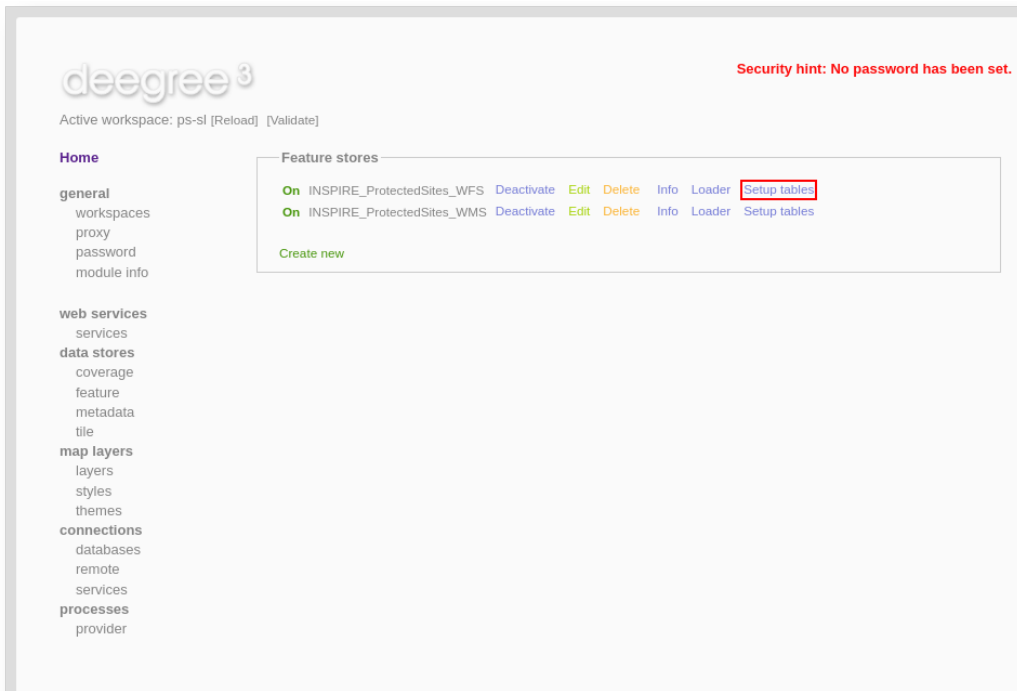 deegree 3
Security hint: No password has been set.
Active workspace: ps-sl [Reload] [Validate]
Home
general
workspaces
proxy
password
module info
web services
services
data stores
coverage
feature
metadata
tile
map layers
layers
styles
themes
connections
databases
remote
services
processes
provider
Feature stores
On INSPIRE_ProtectedSites_WFS Deactivate Edit Delete Info Loader Setup tables
On INSPIRE_ProtectedSites_WMS Deactivate Edit Delete Info Loader Setup tables
Create new